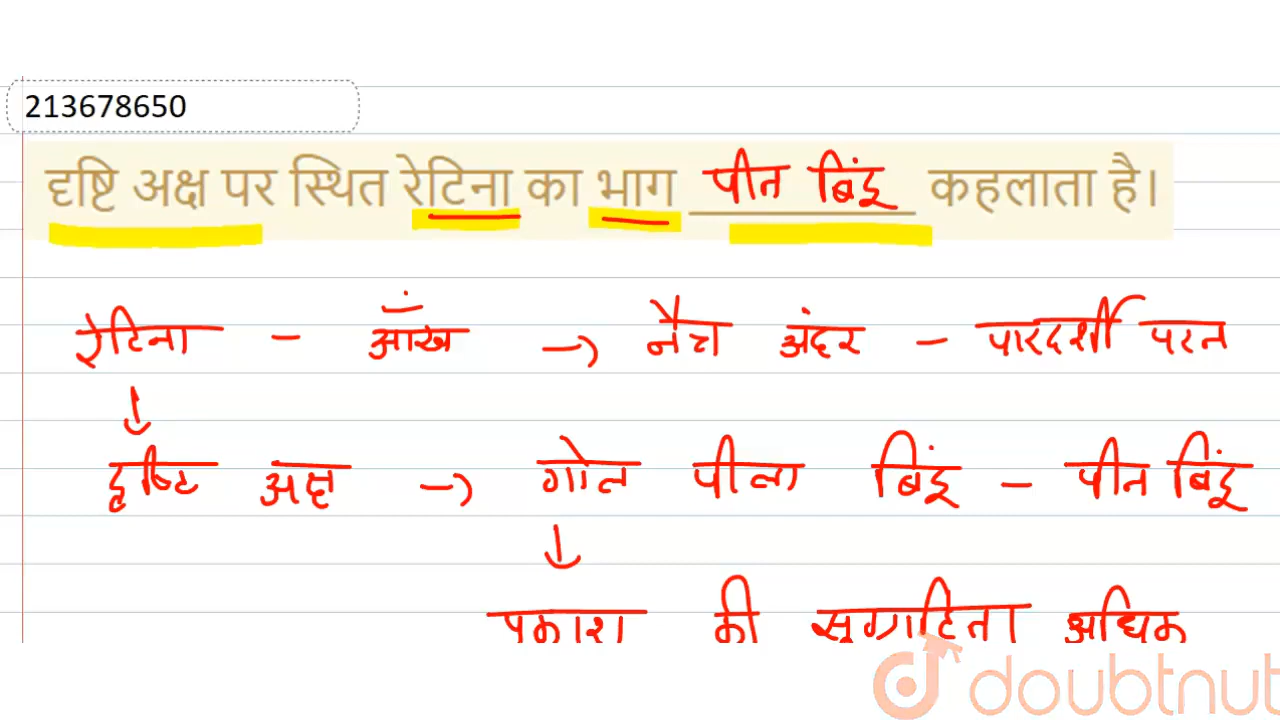 213678650
दृष्टि अक्ष पर स्थित रेटिना का भाग पीत बिंदु कहलाता है।
रेटिना - आंख → नेत्र अंदर - पारदर्शी परत
↓
दृष्टि अक्ष → गोल पीला बिंदु - पीत बिंदु
↓
प्रकाश की सुग्राहिता अधिक
doubtnut